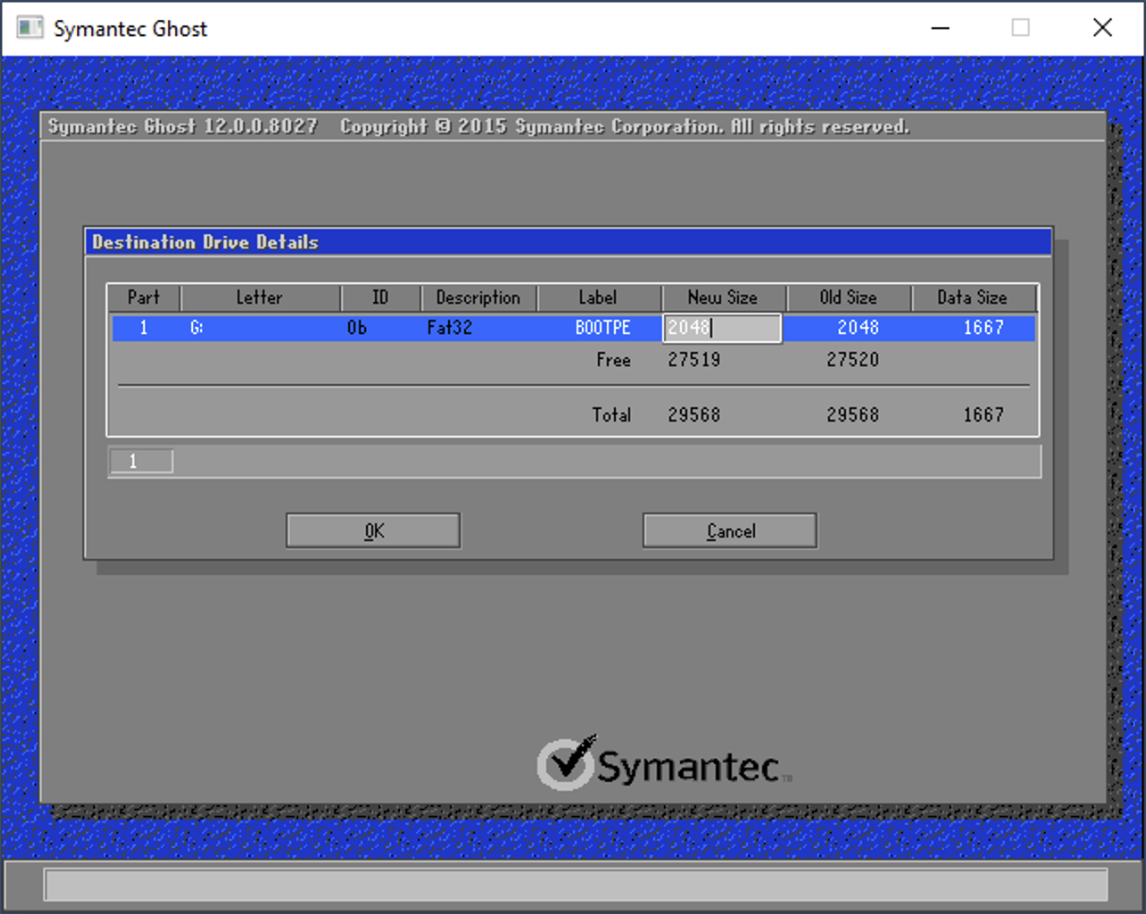 Symantec Ghost
Symantec Ghost 12.0.0.8027 Copyright © 2015 Symantec Corporation. All rights reserved.
Destination Drive Details
Part Letter ID Description Label New Size Old Size Data Size
1 G: 0b Fat32 BOOTPE 2048 2048 1667
Free 27519 27520
Total 29568 29568 1667
1
OK Cancel
Symantec™